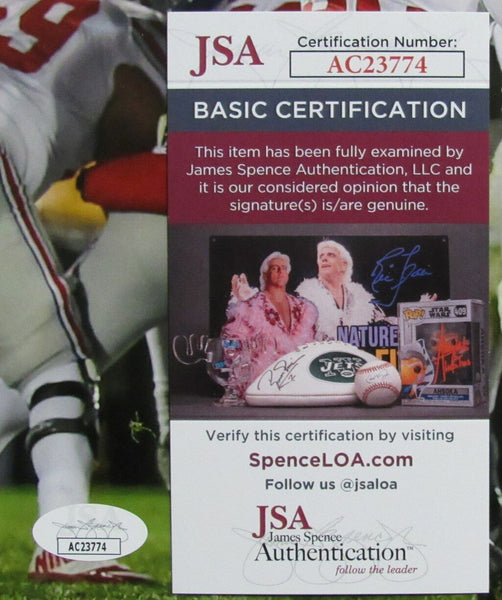 JSA
Certification Number:
AC23774
BASIC CERTIFICATION
This item has been fully examined by
James Spence Authentication, LLC and
it is our considered opinion that the
signature(s) is/are genuine.
NATURE
JETS
STAR WARS
AHSOKA
Verify this certification by visiting
SpenceLOA.com
Follow us @jsaloa
JSA
James Spence
Authentication™
follow the leader
AC23774